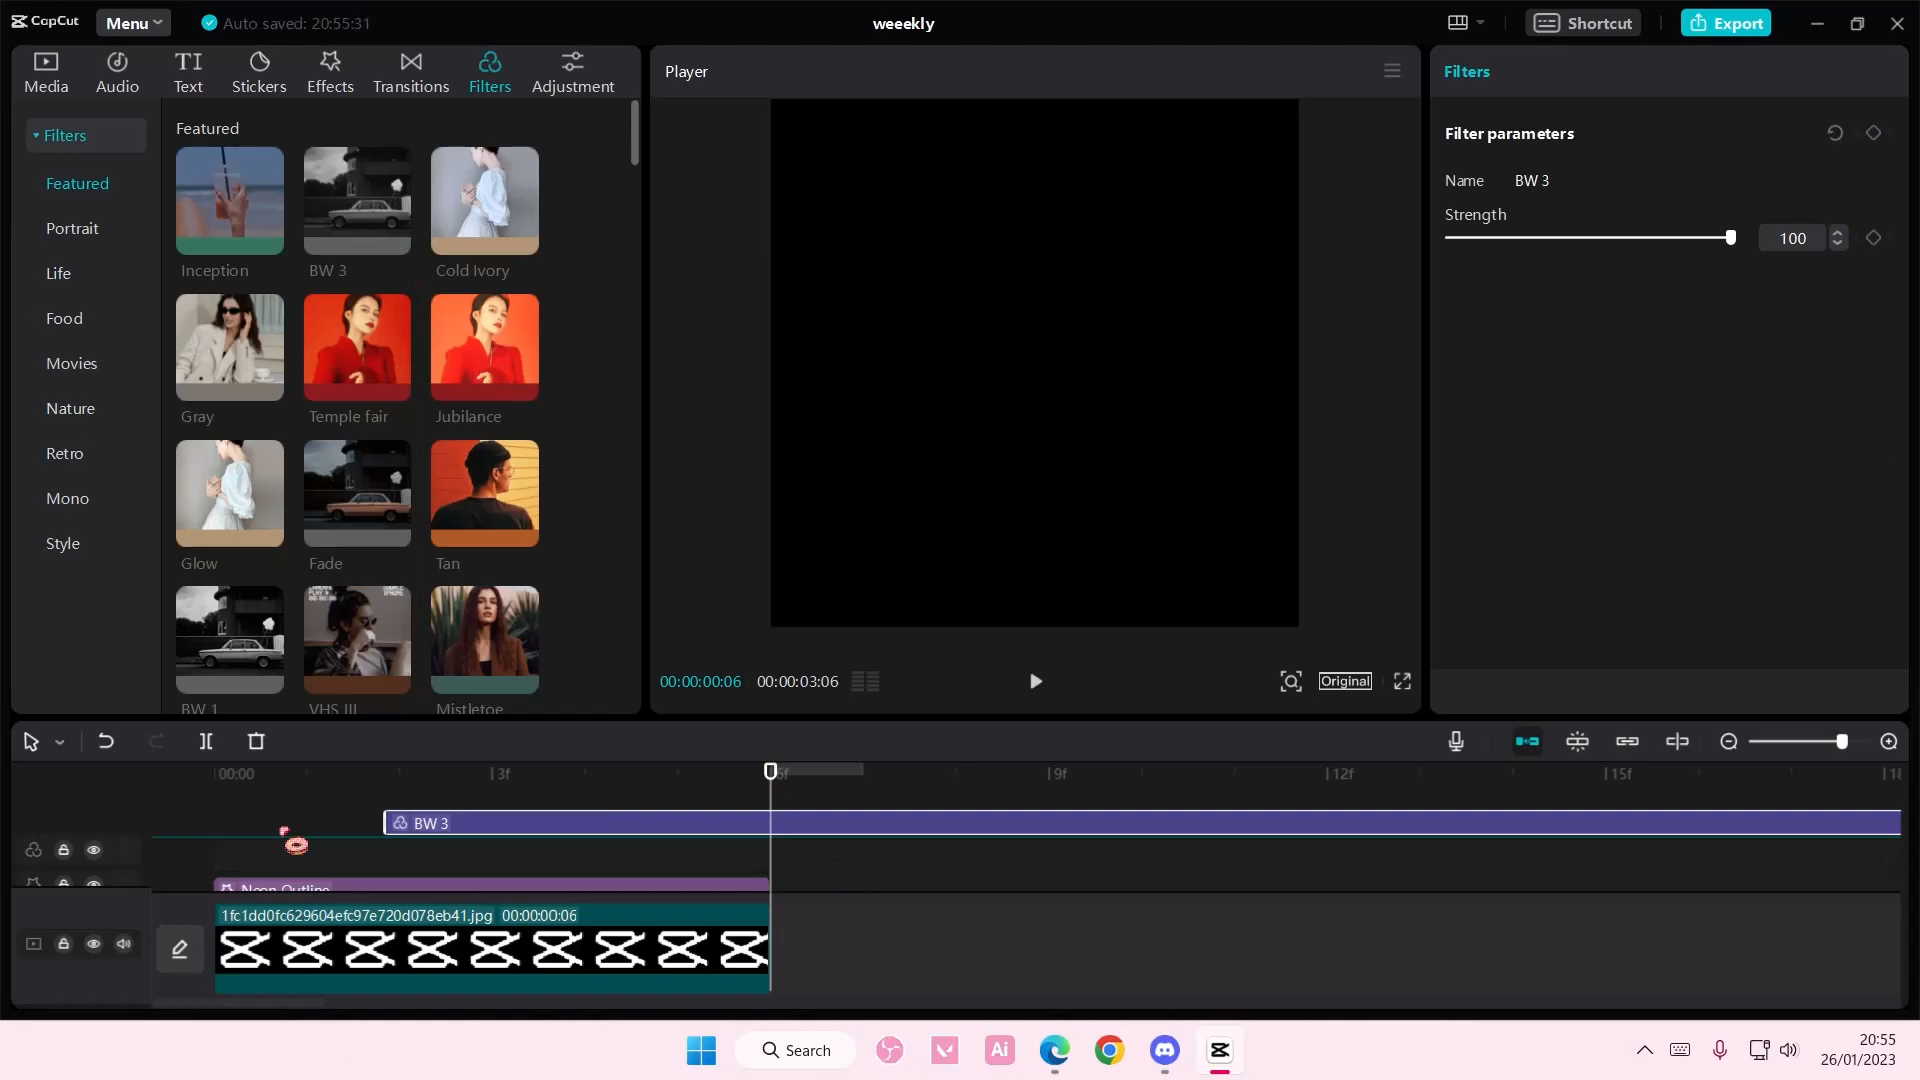 CapCut
Menu
Auto saved: 20:55:31
weeekly
Shortcut
Export
Media
Audio
TI
Text
Stickers
Effects
Transitions
Filters
Adjustment
Player
Filters
Filters
Featured
Portrait
Life
Food
Movies
Nature
Retro
Mono
Style
Featured
Inception
BW 3
Cold Ivory
Gray
Temple fair
Jubilance
Glow
Fade
Tan
BW 1
VHS III
Mistletoe
Filter parameters
Name BW 3
Strength
100
00:00:00:06 00:00:03:06
Original
00:00
3f
6f
9f
12f
15f
BW 3
Neon Outline
1fc1dd0fc629604efc97e720d078eb41.jpg 00:00:00:06
Search
Ai
20:55
26/01/2023